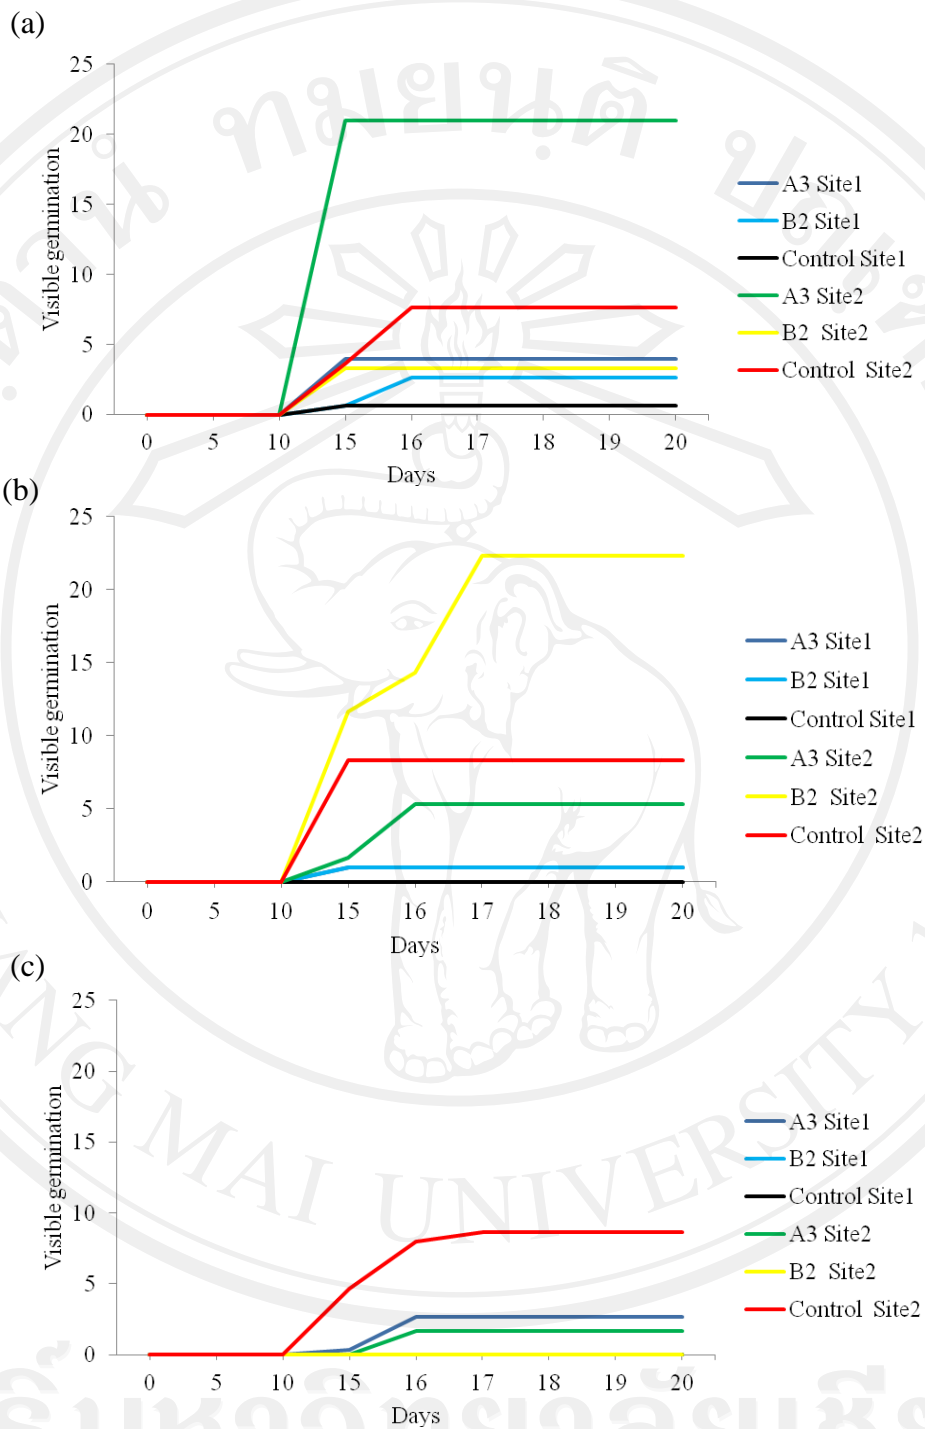 (a)
25
20
15
10
5
0
Visible germination
0 5 10 15 16 17 18 19 20
Days
A3 Site1
B2 Site1
Control Site1
A3 Site2
B2 Site2
Control Site2
(b)
25
20
15
10
5
0
Visible germination
0 5 10 15 16 17 18 19 20
Days
A3 Site1
B2 Site1
Control Site1
A3 Site2
B2 Site2
Control Site2
(c)
25
20
15
10
5
0
Visible germination
0 5 10 15 16 17 18 19 20
Days
A3 Site1
B2 Site1
Control Site1
A3 Site2
B2 Site2
Control Site2
ANG MAI UNIVERSITY